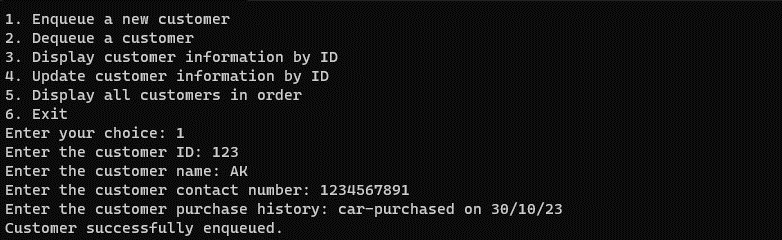 1. Enqueue a new customer
2. Dequeue a customer
3. Display customer information by ID
4. Update customer information by ID
5. Display all customers in order
6. Exit
Enter your choice: 1
Enter the customer ID: 123
Enter the customer name: AK
Enter the customer contact number: 1234567891
Enter the customer purchase history: car-purchased on 30/10/23
Customer successfully enqueued.